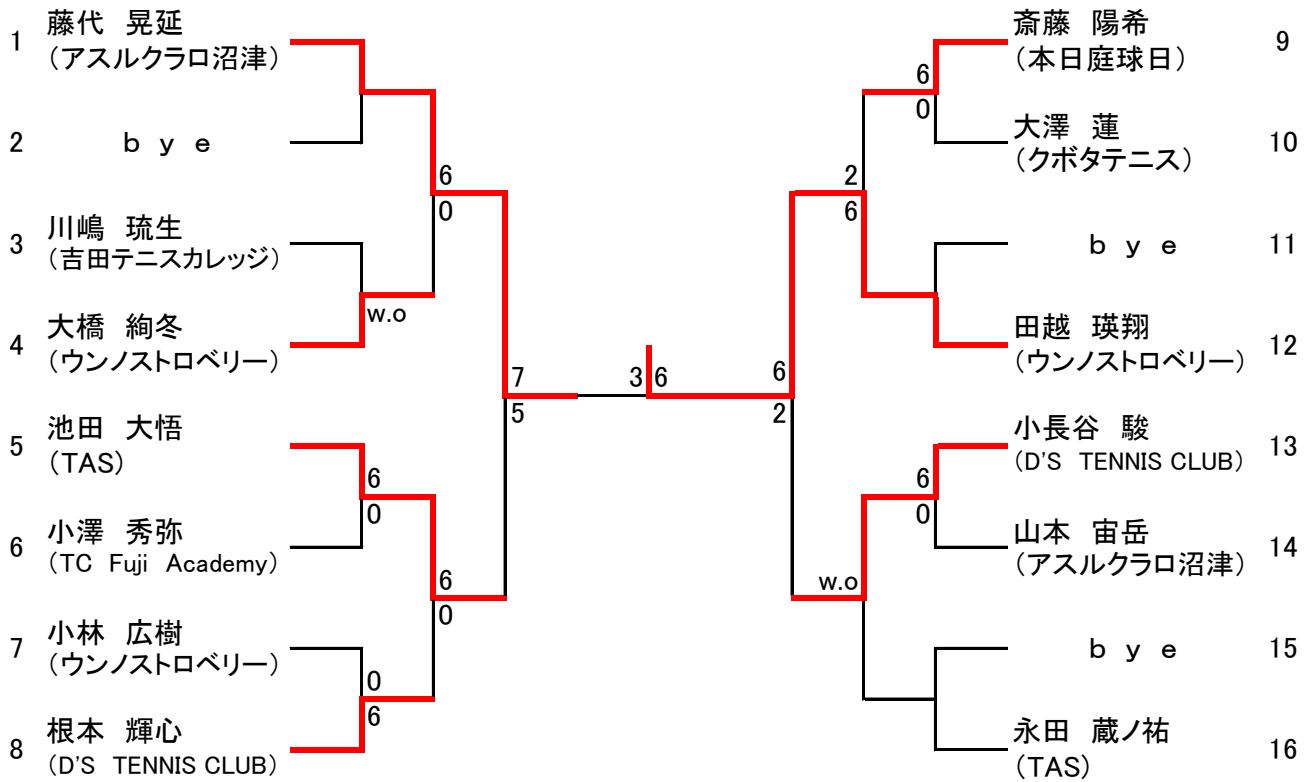 1 藤代 晃延
(アスルクラロ沼津)
2 ｂｙｅ
6
0
3 川嶋 琉生
(吉田テニスカレッジ)
w.o
4 大橋 絢冬
(ウンノストロベリー)
7
5
5 池田 大悟
(TAS)
6
0
6 小澤 秀弥
(TC Fuji Academy)
6
0
7 小林 広樹
(ウンノストロベリー)
0
6
8 根本 輝心
(D'S TENNIS CLUB)
3 6
斎藤 陽希 9
(本日庭球日)
6
0
大澤 蓮 10
(クボタテニス)
2
6
ｂｙｅ 11
田越 瑛翔 12
(ウンノストロベリー)
6
2
小長谷 駿 13
(D'S TENNIS CLUB)
6
0
山本 宙岳 14
(アスルクラロ沼津)
w.o
ｂｙｅ 15
永田 蔵ノ祐 16
(TAS)